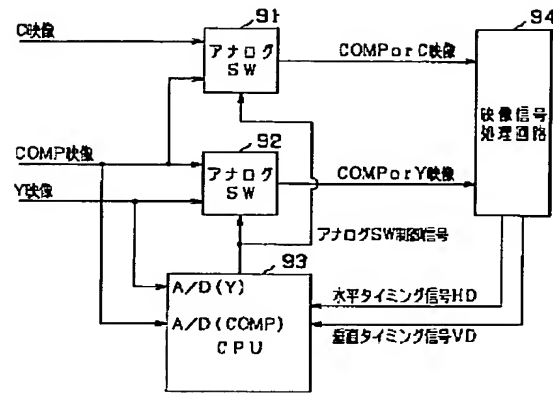 91
94
C映像
アナログ
SW
COMPorC映像
映像信号
処理回路
92
COMP映像
アナログ
SW
COMPorY映像
Y映像
アナログSW制御信号
93
A/D(Y)
水平タイミング信号HD
A/D(COMP)
垂直タイミング信号VD
CPU